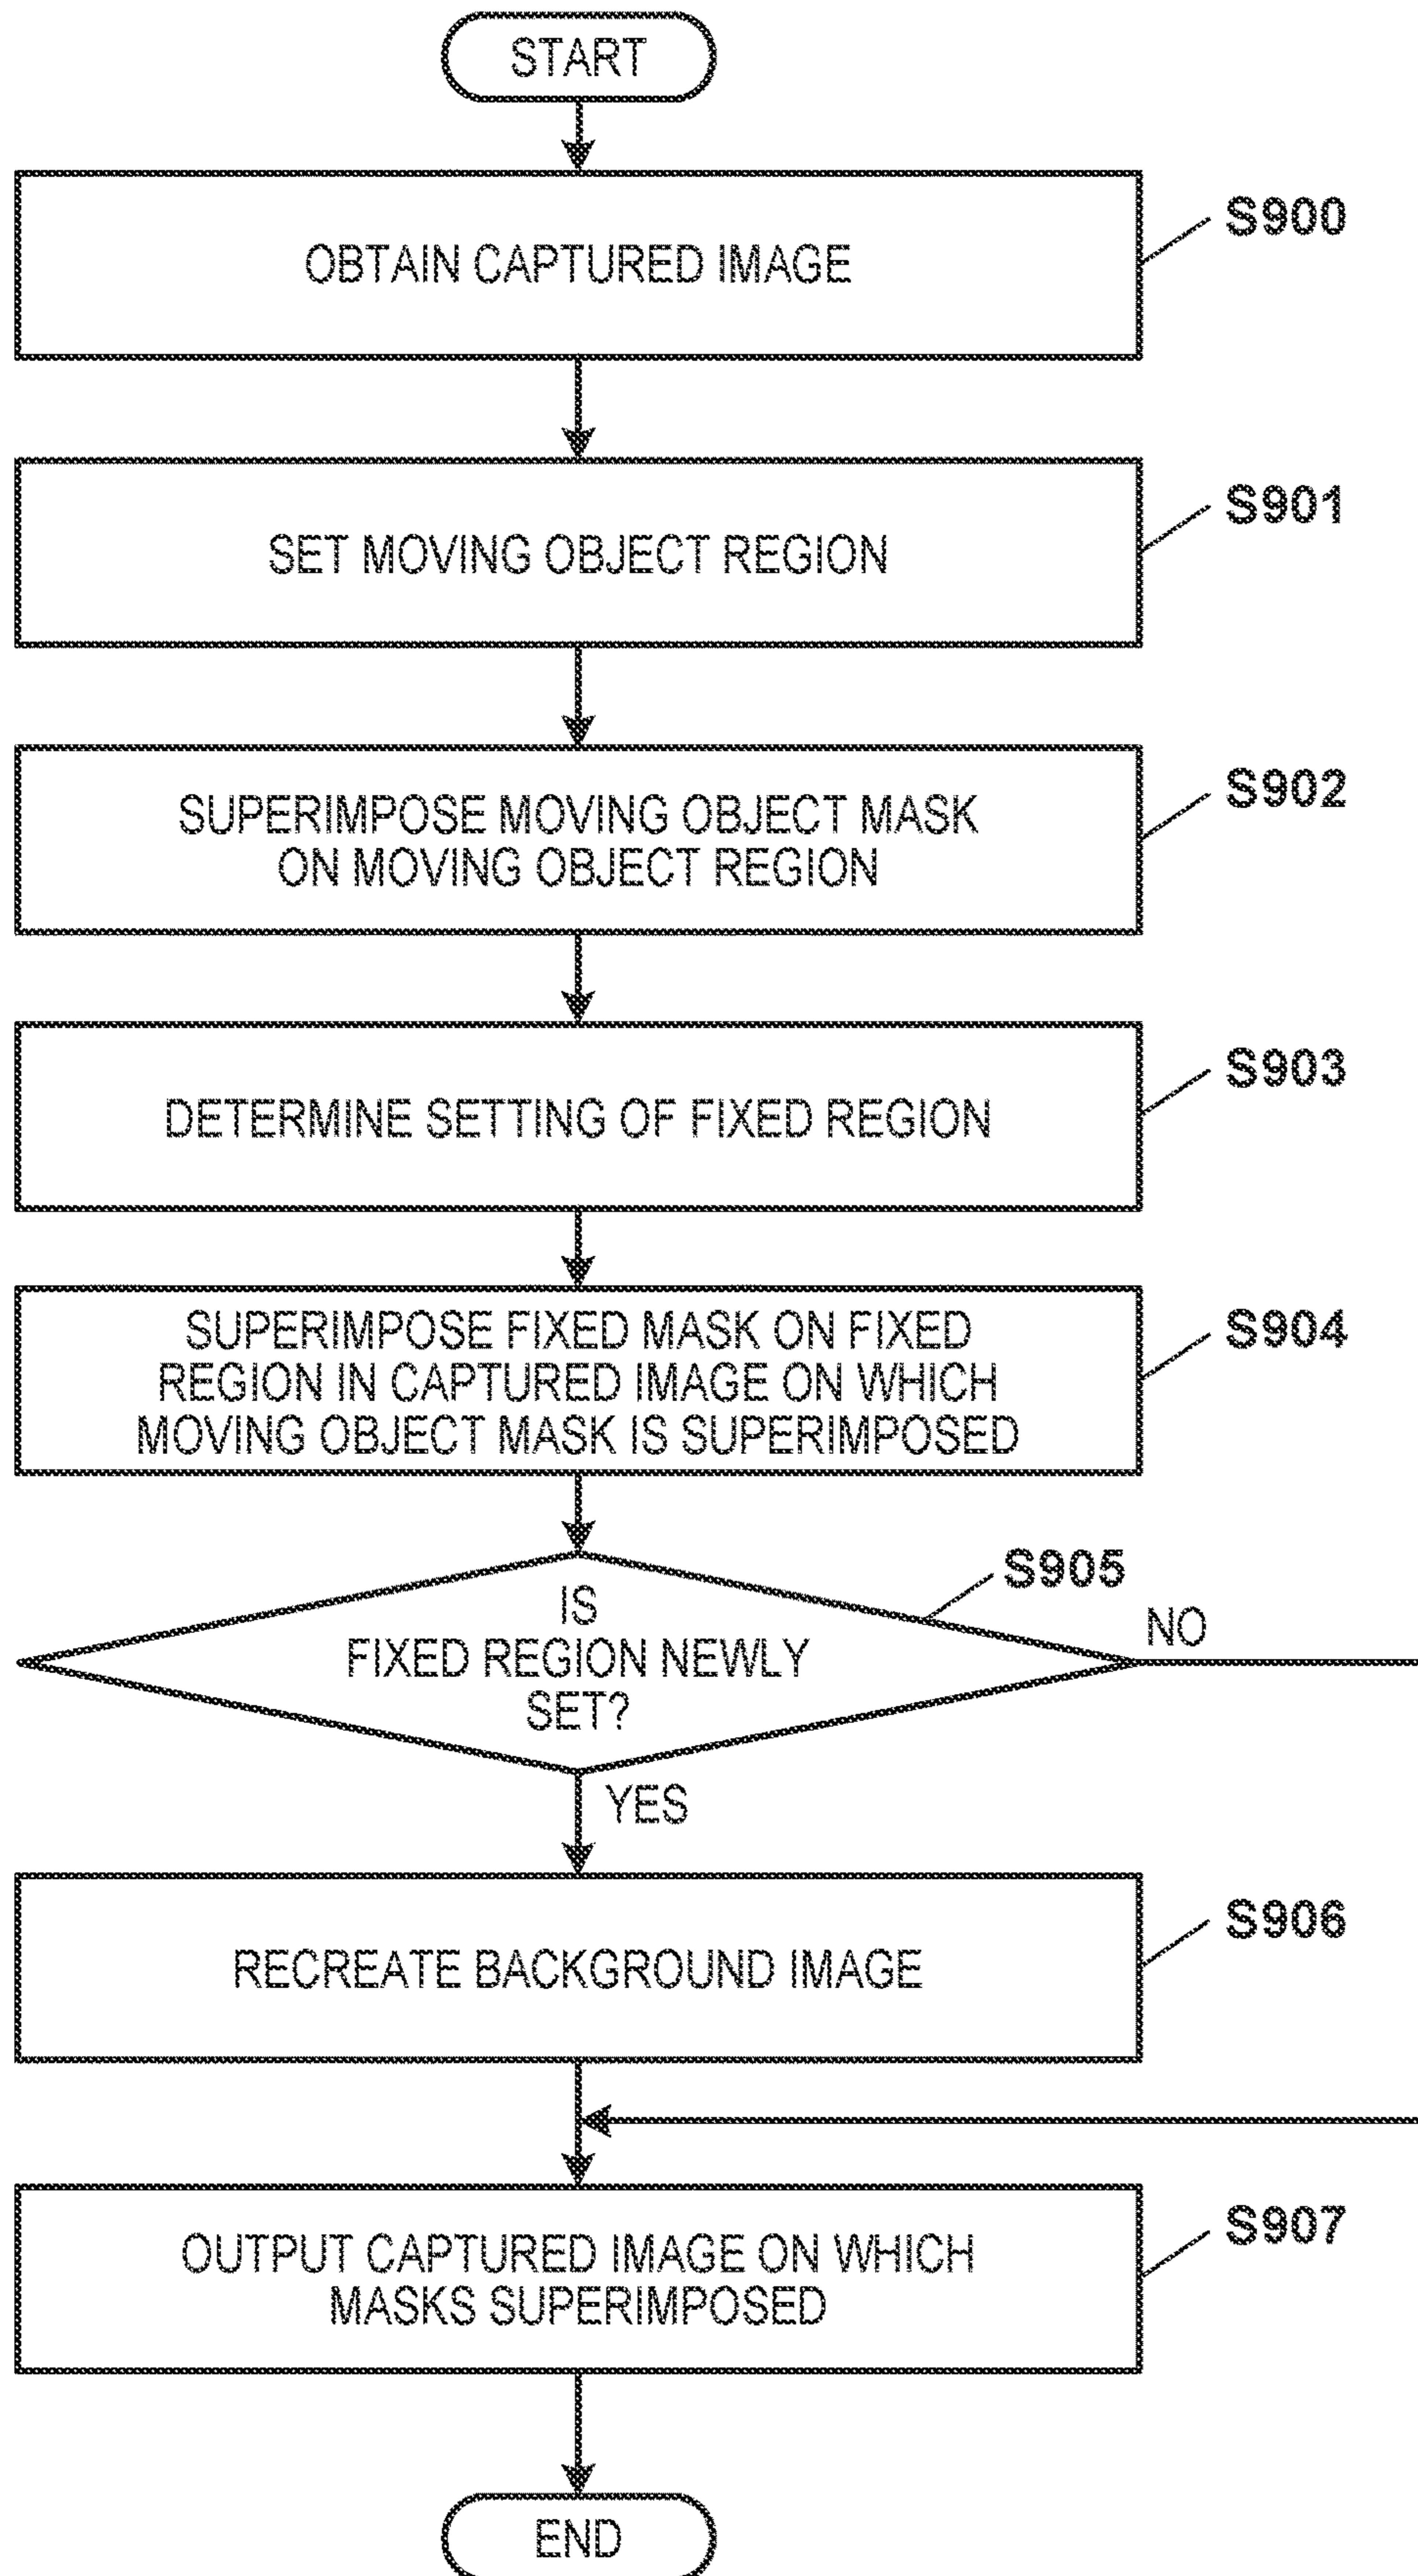 START
OBTAIN CAPTURED IMAGE
S900
SET MOVING OBJECT REGION
S901
SUPERIMPOSE MOVING OBJECT MASK
ON MOVING OBJECT REGION
S902
DETERMINE SETTING OF FIXED REGION
S903
SUPERIMPOSE FIXED MASK ON FIXED
REGION IN CAPTURED IMAGE ON WHICH
MOVING OBJECT MASK IS SUPERIMPOSED
S904
IS
FIXED REGION NEWLY
SET?
S905
NO
YES
RECREATE BACKGROUND IMAGE
S906
OUTPUT CAPTURED IMAGE ON WHICH
MASKS SUPERIMPOSED
S907
END